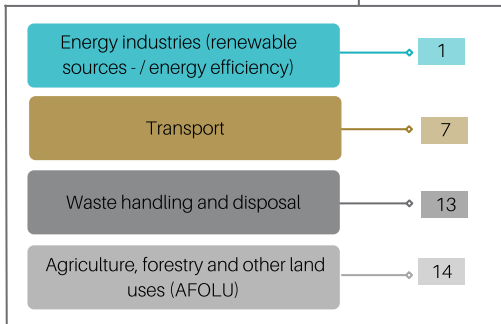 Energy industries (renewable
sources - / energy efficiency)
1
Transport
7
Waste handling and disposal
13
Agriculture, forestry and other land
uses (AFOLU)
14